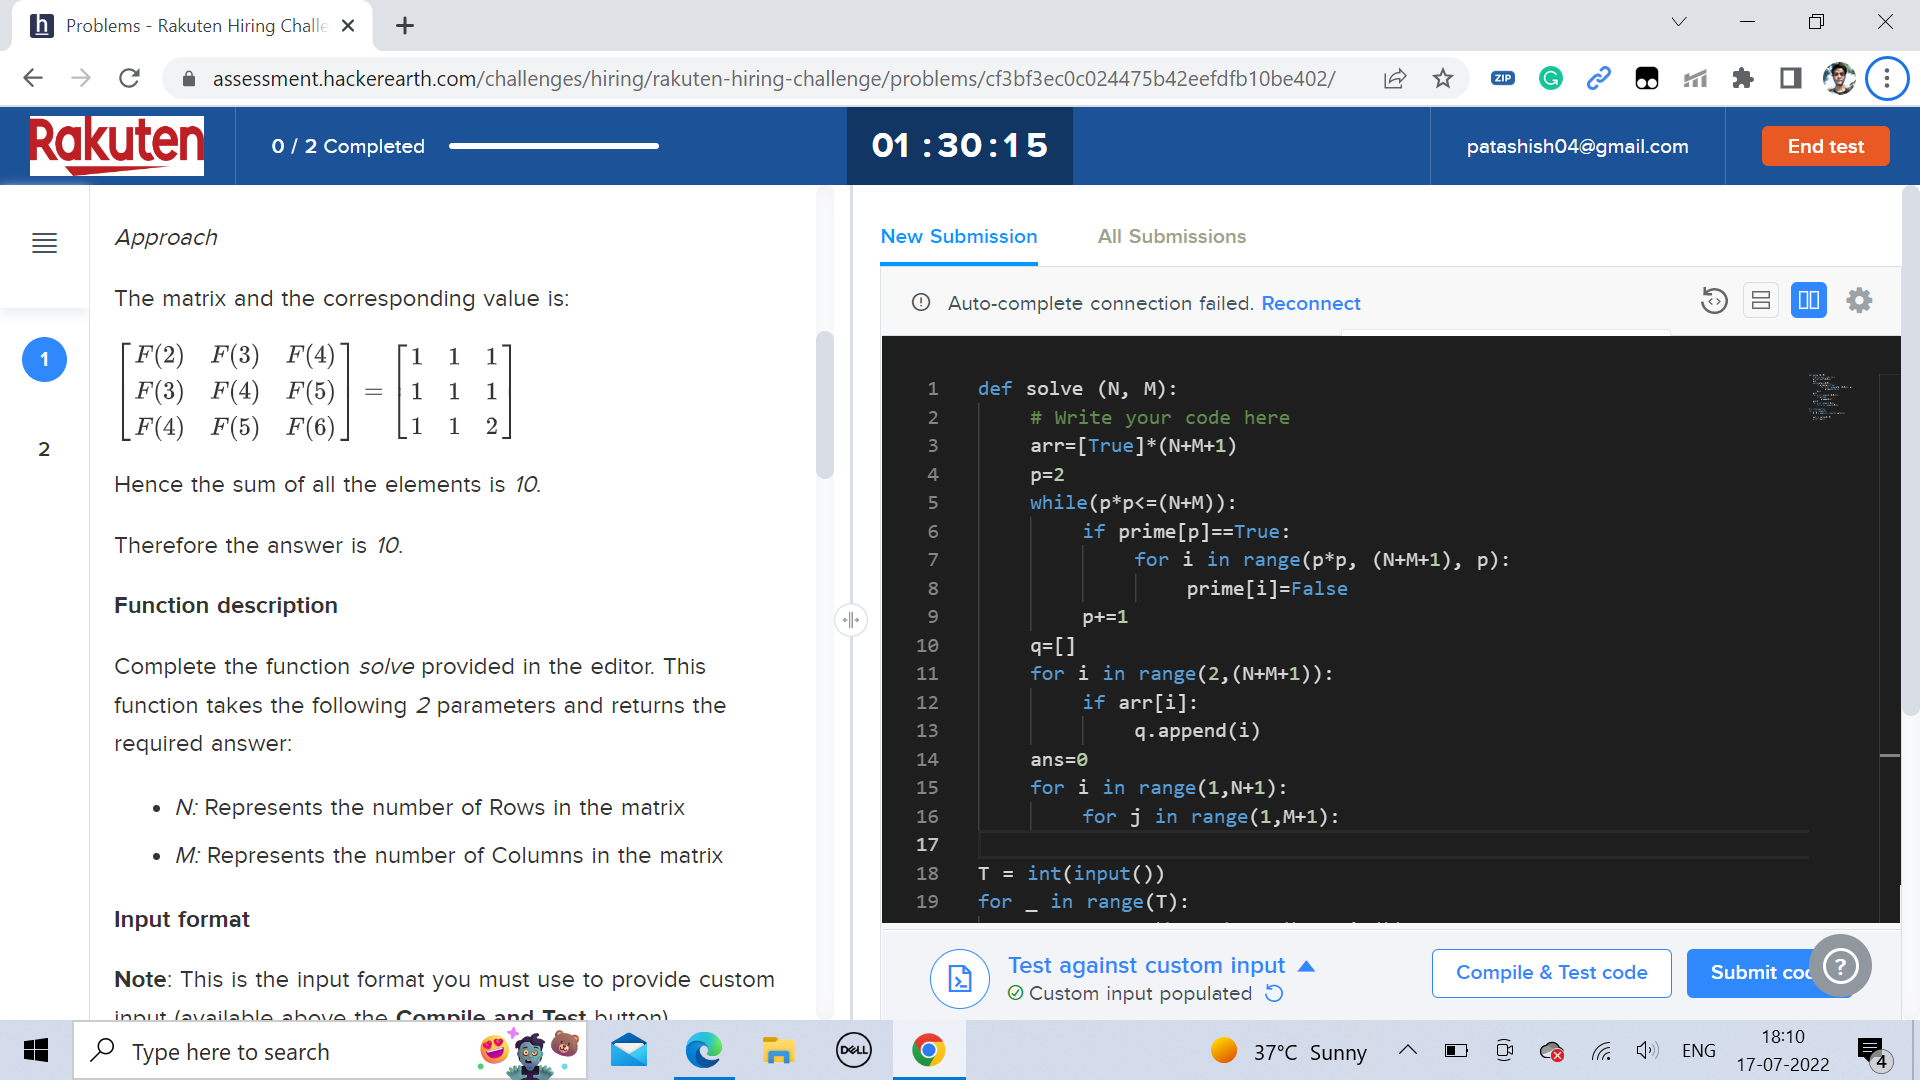 Problems - Rakuten Hiring Challe
assessment.hackerearth.com/challenges/hiring/rakuten-hiring-challenge/problems/cf3bf3ec0c024475b42eefdfb10be402/
ZIP
Rakuten
0 / 2 Completed
01 : 30 : 15
patashish04@gmail.com
End test
1
2
Approach
The matrix and the corresponding value is:
F(2) F(3) F(4) 1 1 1
F(3) F(4) F(5) = 1 1 1
F(4) F(5) F(6) 1 1 2
Hence the sum of all the elements is 10.
Therefore the answer is 10.
Function description
Complete the function solve provided in the editor. This
function takes the following 2 parameters and returns the
required answer:
• N: Represents the number of Rows in the matrix
• M: Represents the number of Columns in the matrix
Input format
Note: This is the input format you must use to provide custom
input (available above the Compile and Test button)
New Submission
All Submissions
Auto-complete connection failed. Reconnect
1 def solve (N, M):
2 # Write your code here
3 arr=[True]*(N+M+1)
4 p=2
5 while(p*p<=(N+M)):
6 if prime[p]==True:
7 for i in range(p*p, (N+M+1), p):
8 prime[i]=False
9 p+=1
10 q=[]
11 for i in range(2,(N+M+1)):
12 if arr[i]:
13 q.append(i)
14 ans=0
15 for i in range(1,N+1):
16 for j in range(1,M+1):
17
18 T = int(input())
19 for _ in range(T):
Test against custom input
Custom input populated
Compile & Test code
Submit co
?
Type here to search
DELL
37°C Sunny
ENG
18:10
17-07-2022
4